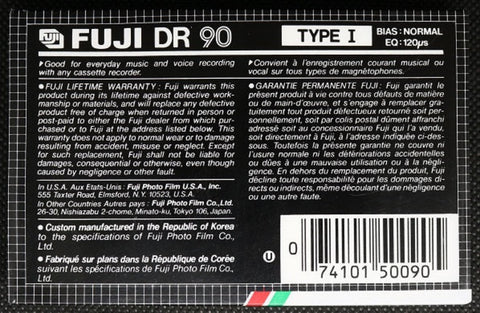 Fuji FUJI DR 90 TYPE I BIAS: NORMAL
EQ: 120µs
Good for everyday music and voice recording
with any cassette recorder.
Convient à l'enregistrement courant musical ou
vocal sur tous types de magnétophones.
● FUJI LIFETIME WARRANTY: Fuji warrants this
product during its lifetime against defective work-
manship or materials, and will replace any defective
product free of charge when returned in person or
post-paid to either the Fuji dealer from which pur-
chased or to Fuji at the address listed below. This
warranty does not apply to normal wear or to damage
resulting from accident, misuse or neglect. Except
for such replacement, Fuji shall not be liable for
damages, consequential or otherwise, even though
caused by negligence or other fault.
● GARANTIE PERMANENTE FUJI: Fuji garantit le
présent produit à vie contre tous défauts de matière
ou de main-d'œuvre, et s'engage à remplacer gra-
tuitement tout produit défectueux retourné soit per-
sonnellement, soit par colis postal dûment affranchi
adressé soit au concessionnaire Fuji qui l'a vendu,
soit directement à Fuji, à l'adresse indiquée ci-des-
sous. Toutefois la présente garantie ne couvre ni
l'usure normale ni les détériorations accidentelles
ou dûes à une mauvaise utilisation ou à la négli-
gence. En dehors du remplacement du produit, Fuji
décline toute responsabilité pour les dommages di-
rects ou indirects, même découlant d'une négligence
ou une autre faute.
In U.S.A. Aux Etats-Unis: Fuji Photo Film U.S.A., Inc.
555 Taxter Road, Elmsford, N.Y. 10523, U.S.A.
In Other Countries Autres pays: Fuji Photo Film Co., Ltd.
26-30, Nishiazabu 2-chome, Minato-ku, Tokyo 106, Japan.
● Custom manufactured in the Republic of Korea
to the specifications of Fuji Photo Film Co.,
Ltd.
● Fabriqué sur plans dans la République de Corée
suivant les spécifications de Fuji Photo Film Co.,
Ltd.
U
0 74101 50090